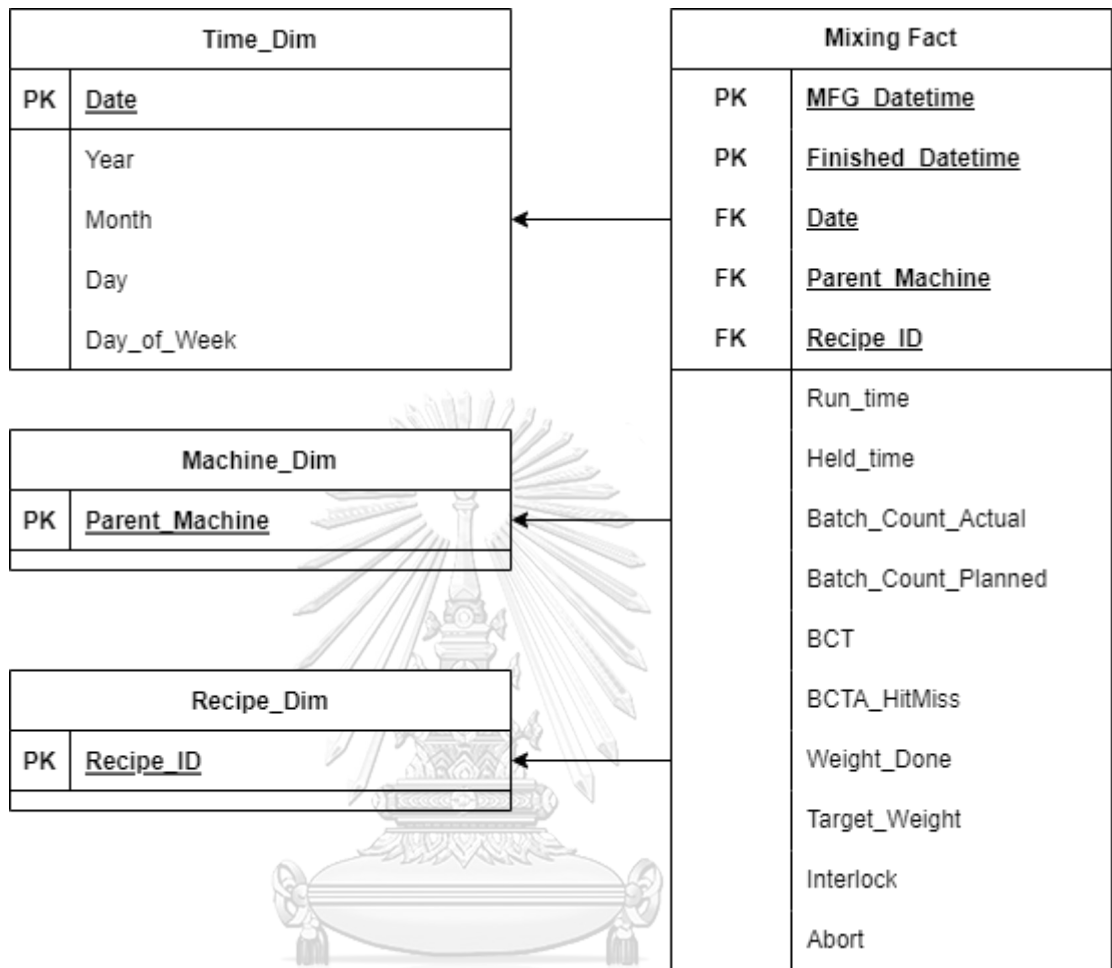 Time_Dim
PK Date
Year
Month
Day
Day_of_Week
Machine_Dim
PK Parent_Machine
Recipe_Dim
PK Recipe_ID
Mixing Fact
PK MFG_Datetime
PK Finished_Datetime
FK Date
FK Parent_Machine
FK Recipe_ID
Run_time
Held_time
Batch_Count_Actual
Batch_Count_Planned
BCT
BCTA_HitMiss
Weight_Done
Target_Weight
Interlock
Abort